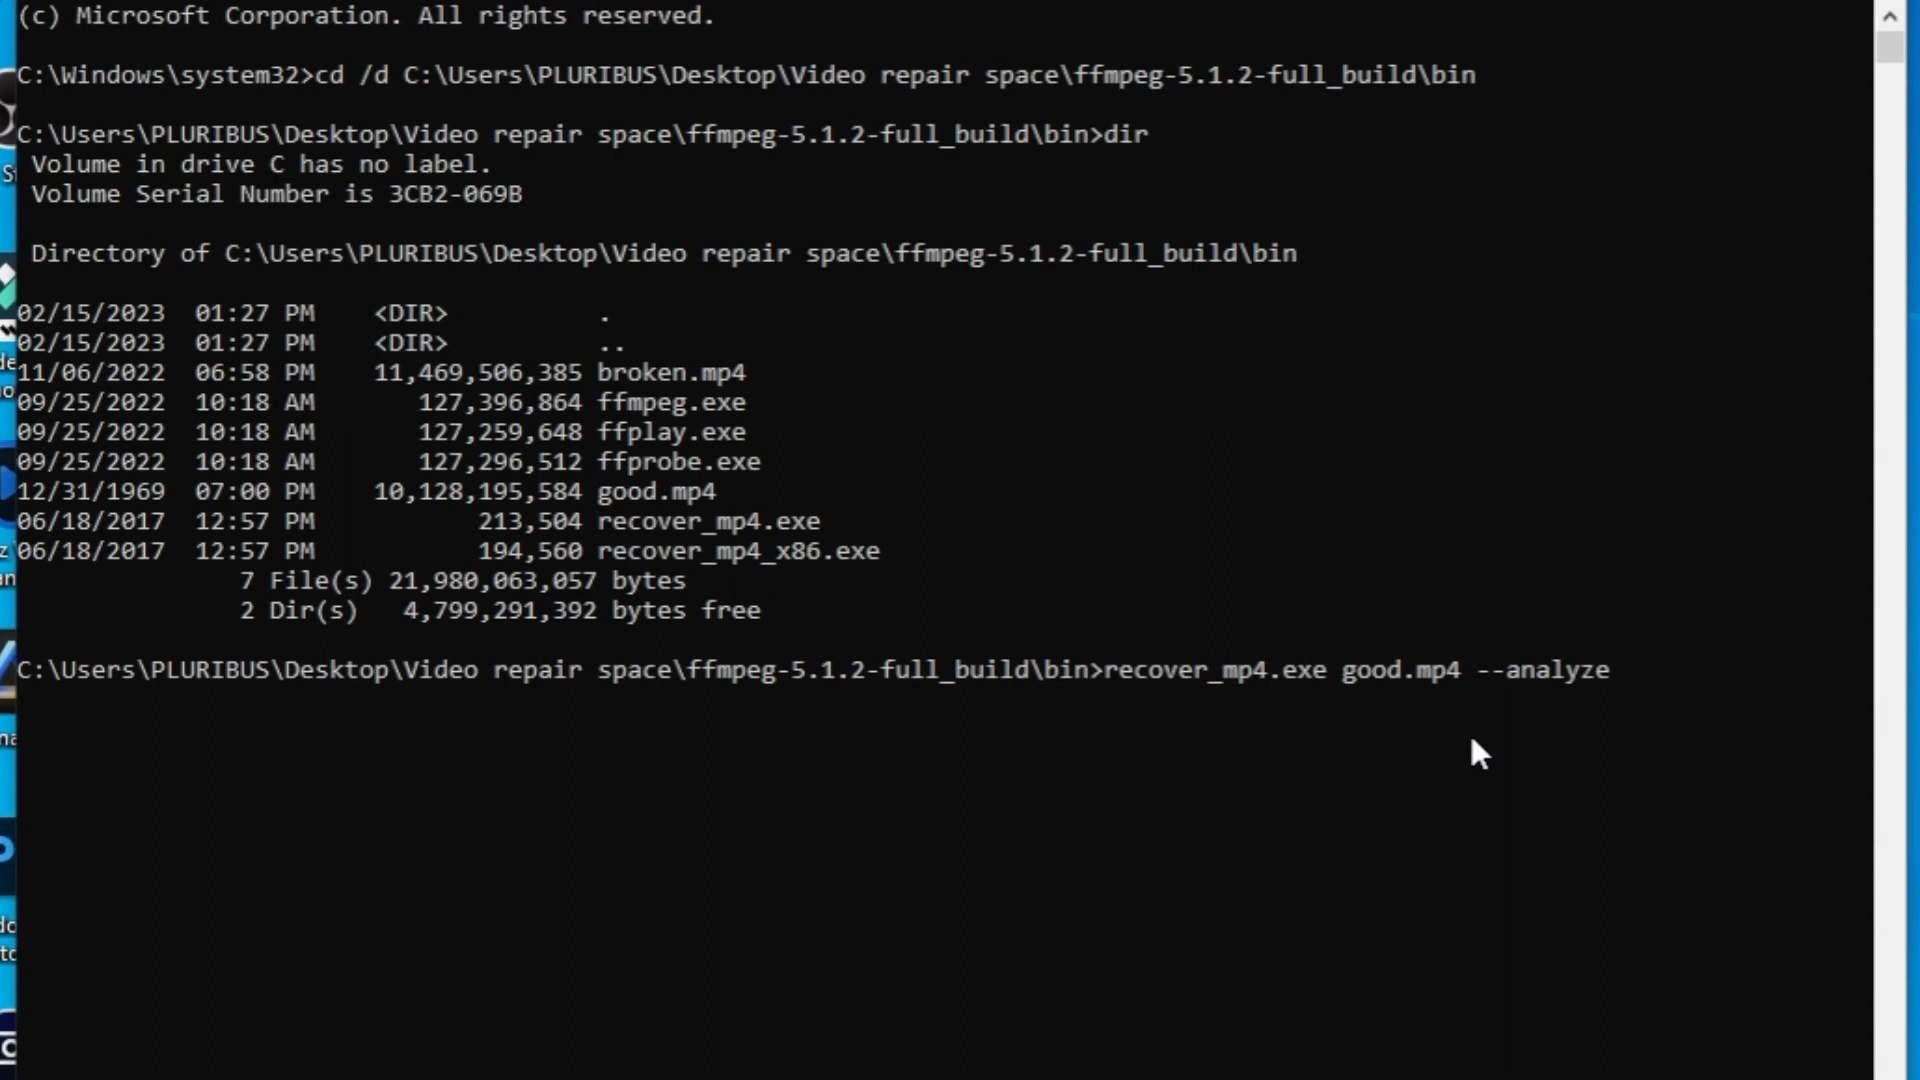 (c) Microsoft Corporation. All rights reserved.
C:\Windows\system32>cd /d C:\Users\PLURIBUS\Desktop\Video repair space\ffmpeg-5.1.2-full_build\bin
C:\Users\PLURIBUS\Desktop\Video repair space\ffmpeg-5.1.2-full_build\bin>dir
Volume in drive C has no label.
Volume Serial Number is 3CB2-069B
Directory of C:\Users\PLURIBUS\Desktop\Video repair space\ffmpeg-5.1.2-full_build\bin
02/15/2023  01:27 PM    <DIR>          .
02/15/2023  01:27 PM    <DIR>          ..
11/06/2022  06:58 PM    11,469,506,385 broken.mp4
09/25/2022  10:18 AM       127,396,864 ffmpeg.exe
09/25/2022  10:18 AM       127,259,648 ffplay.exe
09/25/2022  10:18 AM       127,296,512 ffprobe.exe
12/31/1969  07:00 PM    10,128,195,584 good.mp4
06/18/2017  12:57 PM           213,504 recover_mp4.exe
06/18/2017  12:57 PM           194,560 recover_mp4_x86.exe
7 File(s) 21,980,063,057 bytes
2 Dir(s)   4,799,291,392 bytes free
C:\Users\PLURIBUS\Desktop\Video repair space\ffmpeg-5.1.2-full_build\bin>recover_mp4.exe good.mp4 --analyze